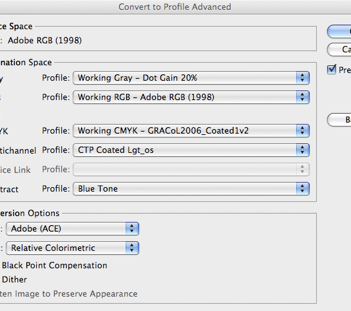 Convert to Profile Advanced
ce Space
: Adobe RGB (1998)
nation Space
y Profile: Working Gray - Dot Gain 20%
Profile: Working RGB - Adobe RGB (1998)
YK Profile: Working CMYK - GRACoL2006_Coated1v2
tichannel Profile: CTP Coated Lgt_os
ice Link Profile:
tract Profile: Blue Tone
ersion Options
: Adobe (ACE)
: Relative Colorimetric
Black Point Compensation
Dither
ten Image to Preserve Appearance
Ca
Pre
B